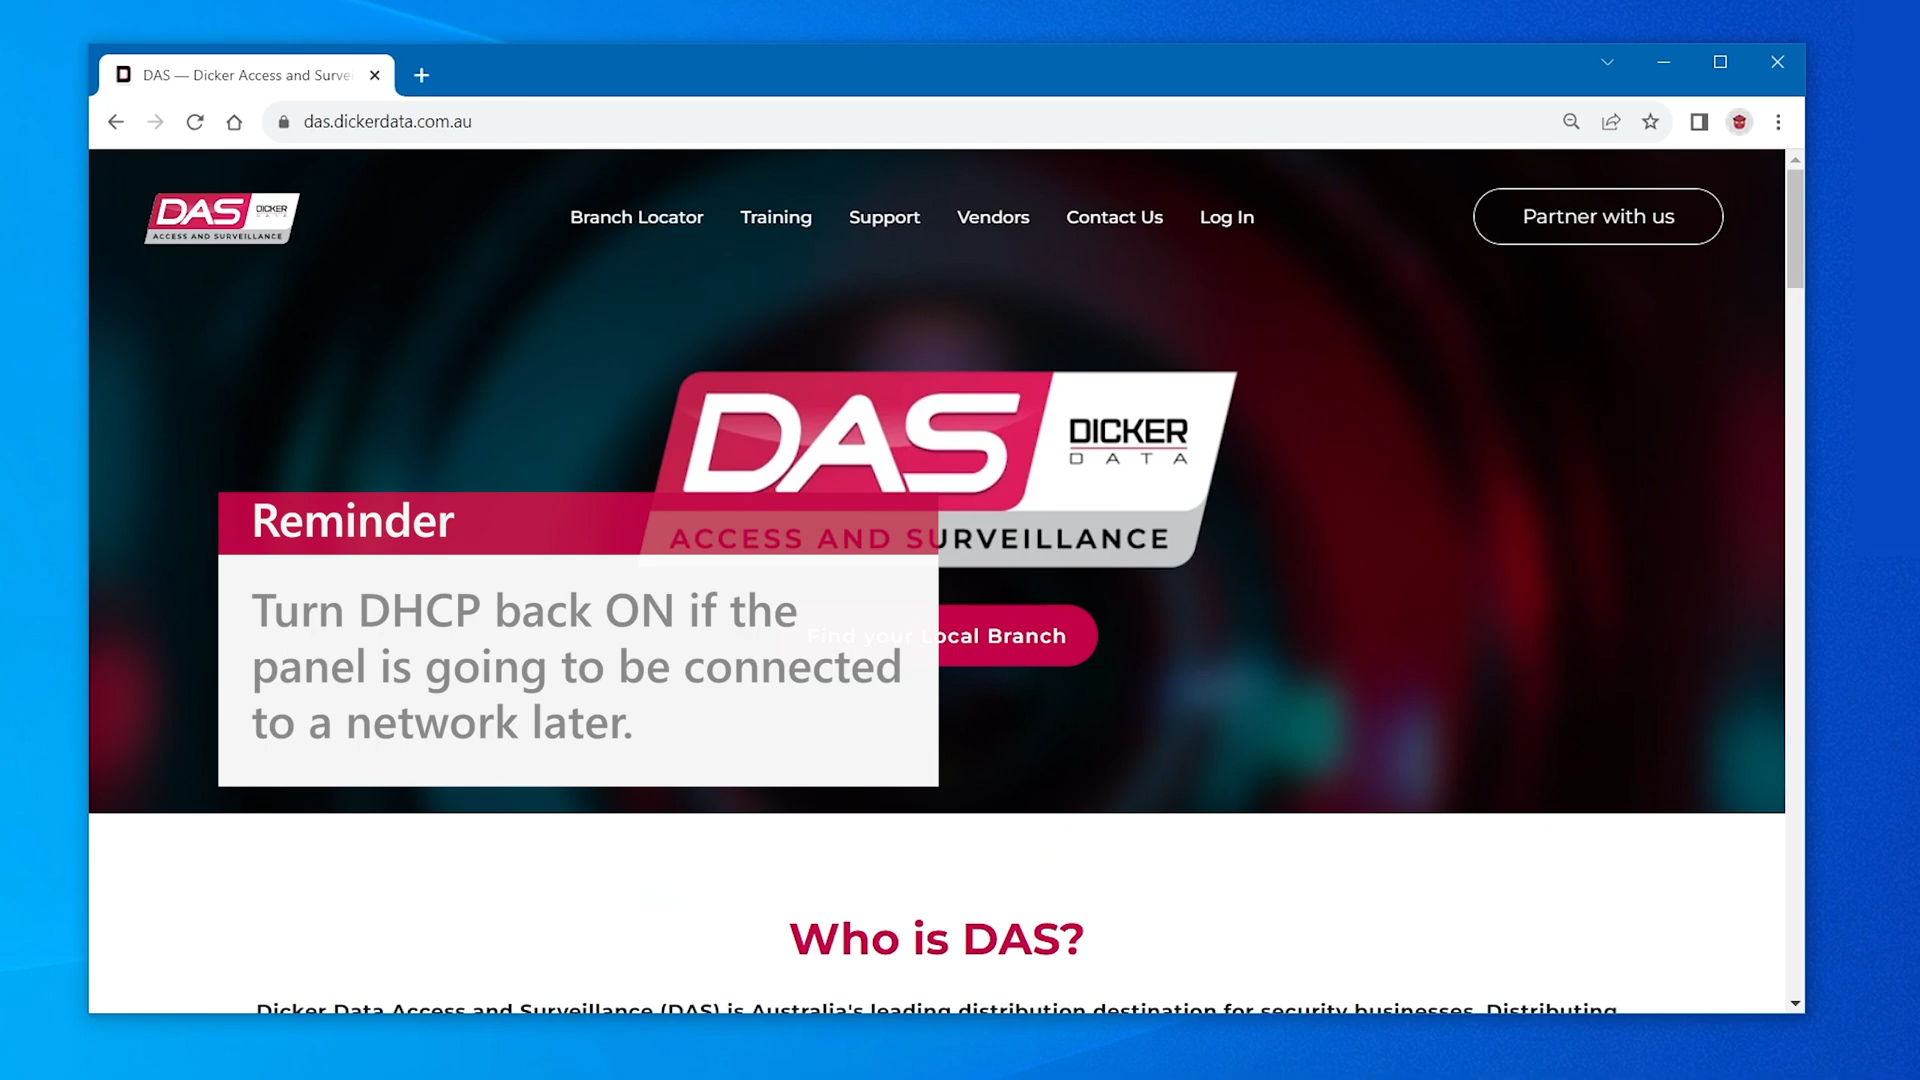 DAS — Dicker Access and Survei
das.dickerdata.com.au
DAS DICKER
DATA
ACCESS AND SURVEILLANCE
Branch Locator Training Support Vendors Contact Us Log In
Partner with us
DAS DICKER
DATA
ACCESS AND SURVEILLANCE
Find your Local Branch
Reminder
Turn DHCP back ON if the
panel is going to be connected
to a network later.
Who is DAS?
Dicker Data Access and Surveillance (DAS) is Australia's leading distribution destination for security businesses. Distributing